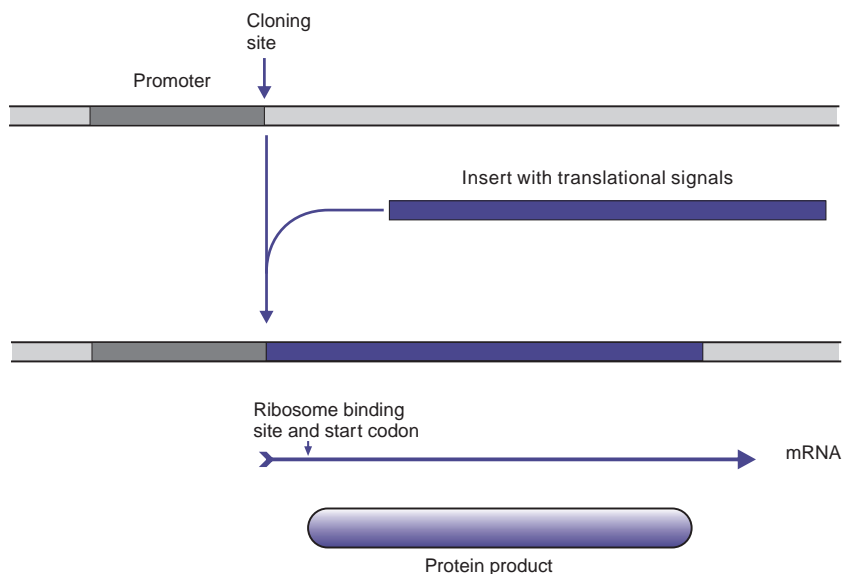 Cloning
site
Promoter
Insert with translational signals
Ribosome binding
site and start codon
mRNA
Protein product